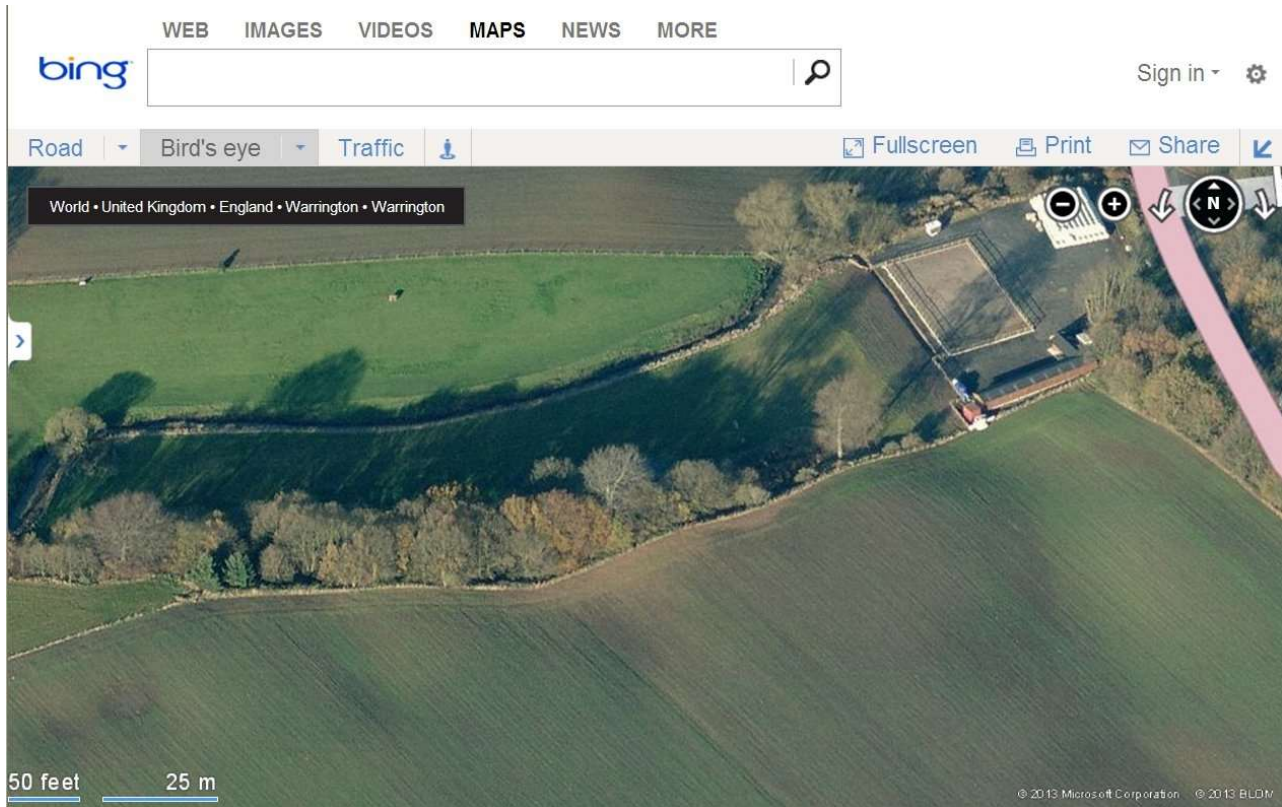 WEB IMAGES VIDEOS MAPS NEWS MORE
bing
Sign in
Road Bird's eye Traffic Fullscreen Print Share
World • United Kingdom • England • Warrington • Warrington
N
50 feet 25 m
© 2013 Microsoft Corporation © 2013 BLOM